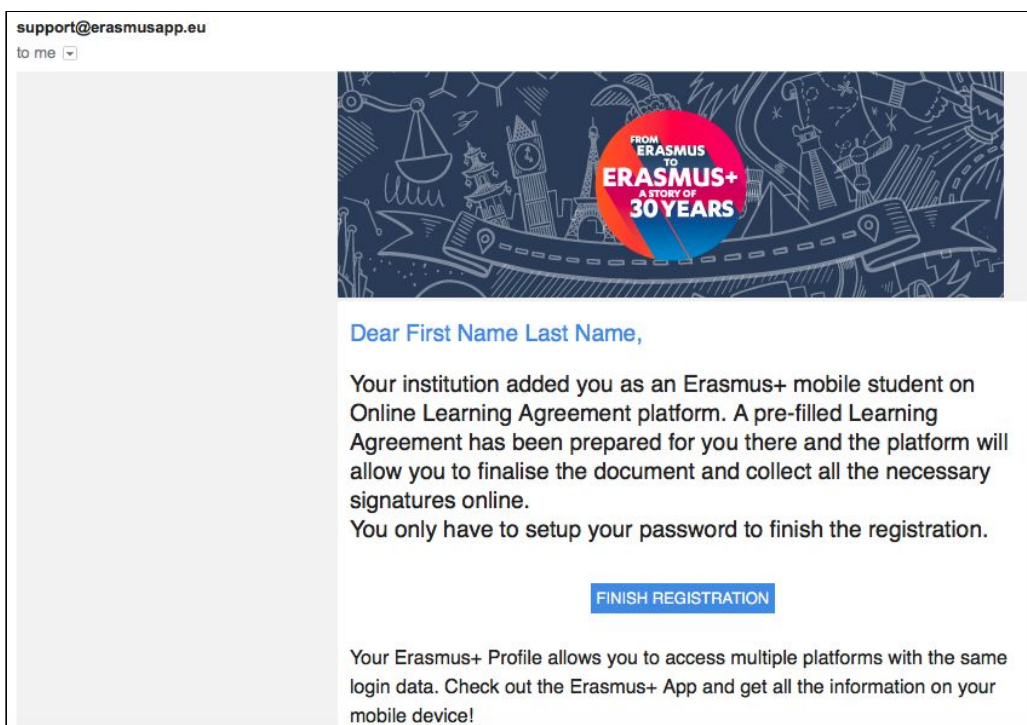 support@erasmusapp.eu
to me
FROM
ERASMUS
TO
ERASMUS+
A STORY OF
30 YEARS
Dear First Name Last Name,
Your institution added you as an Erasmus+ mobile student on
Online Learning Agreement platform. A pre-filled Learning
Agreement has been prepared for you there and the platform will
allow you to finalise the document and collect all the necessary
signatures online.
You only have to setup your password to finish the registration.
FINISH REGISTRATION
Your Erasmus+ Profile allows you to access multiple platforms with the same
login data. Check out the Erasmus+ App and get all the information on your
mobile device!